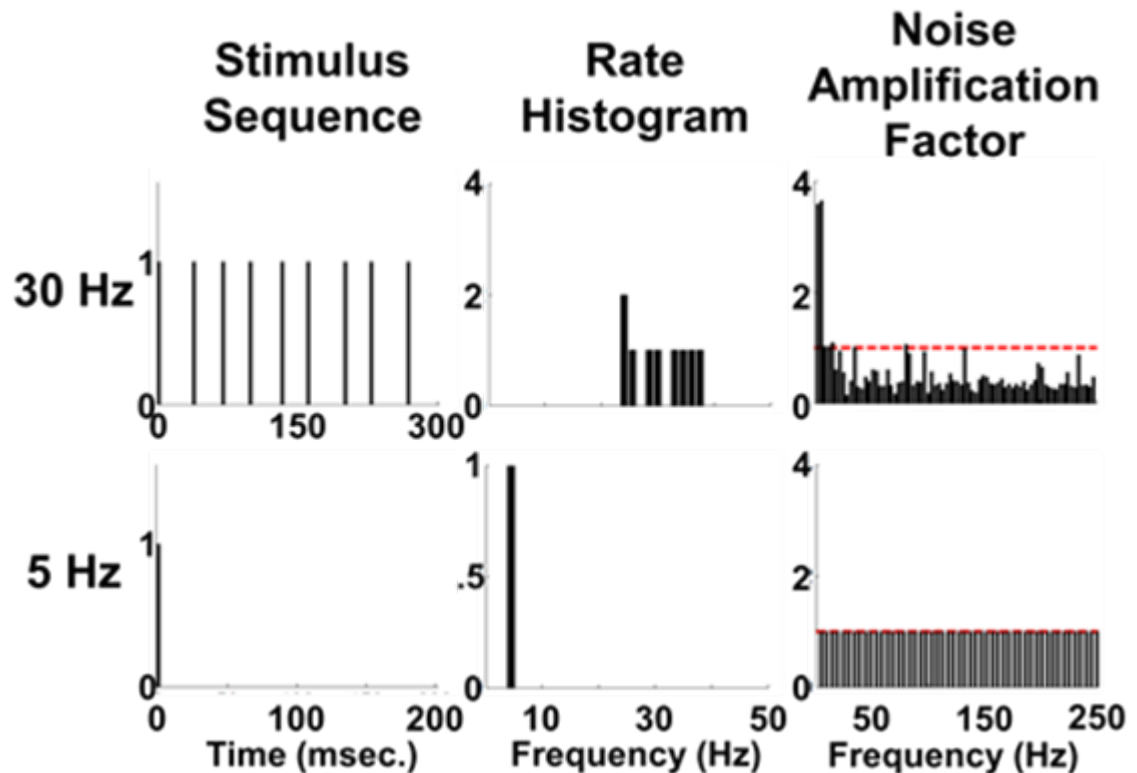 Stimulus
Sequence
Rate
Histogram
Noise
Amplification
Factor
30 Hz
1
0
0 150 300
4
2
0
4
2
0
5 Hz
1
0
0 100 200
Time (msec.)
1
.5
0
10 30 50
Frequency (Hz)
4
2
0
50 150 250
Frequency (Hz)